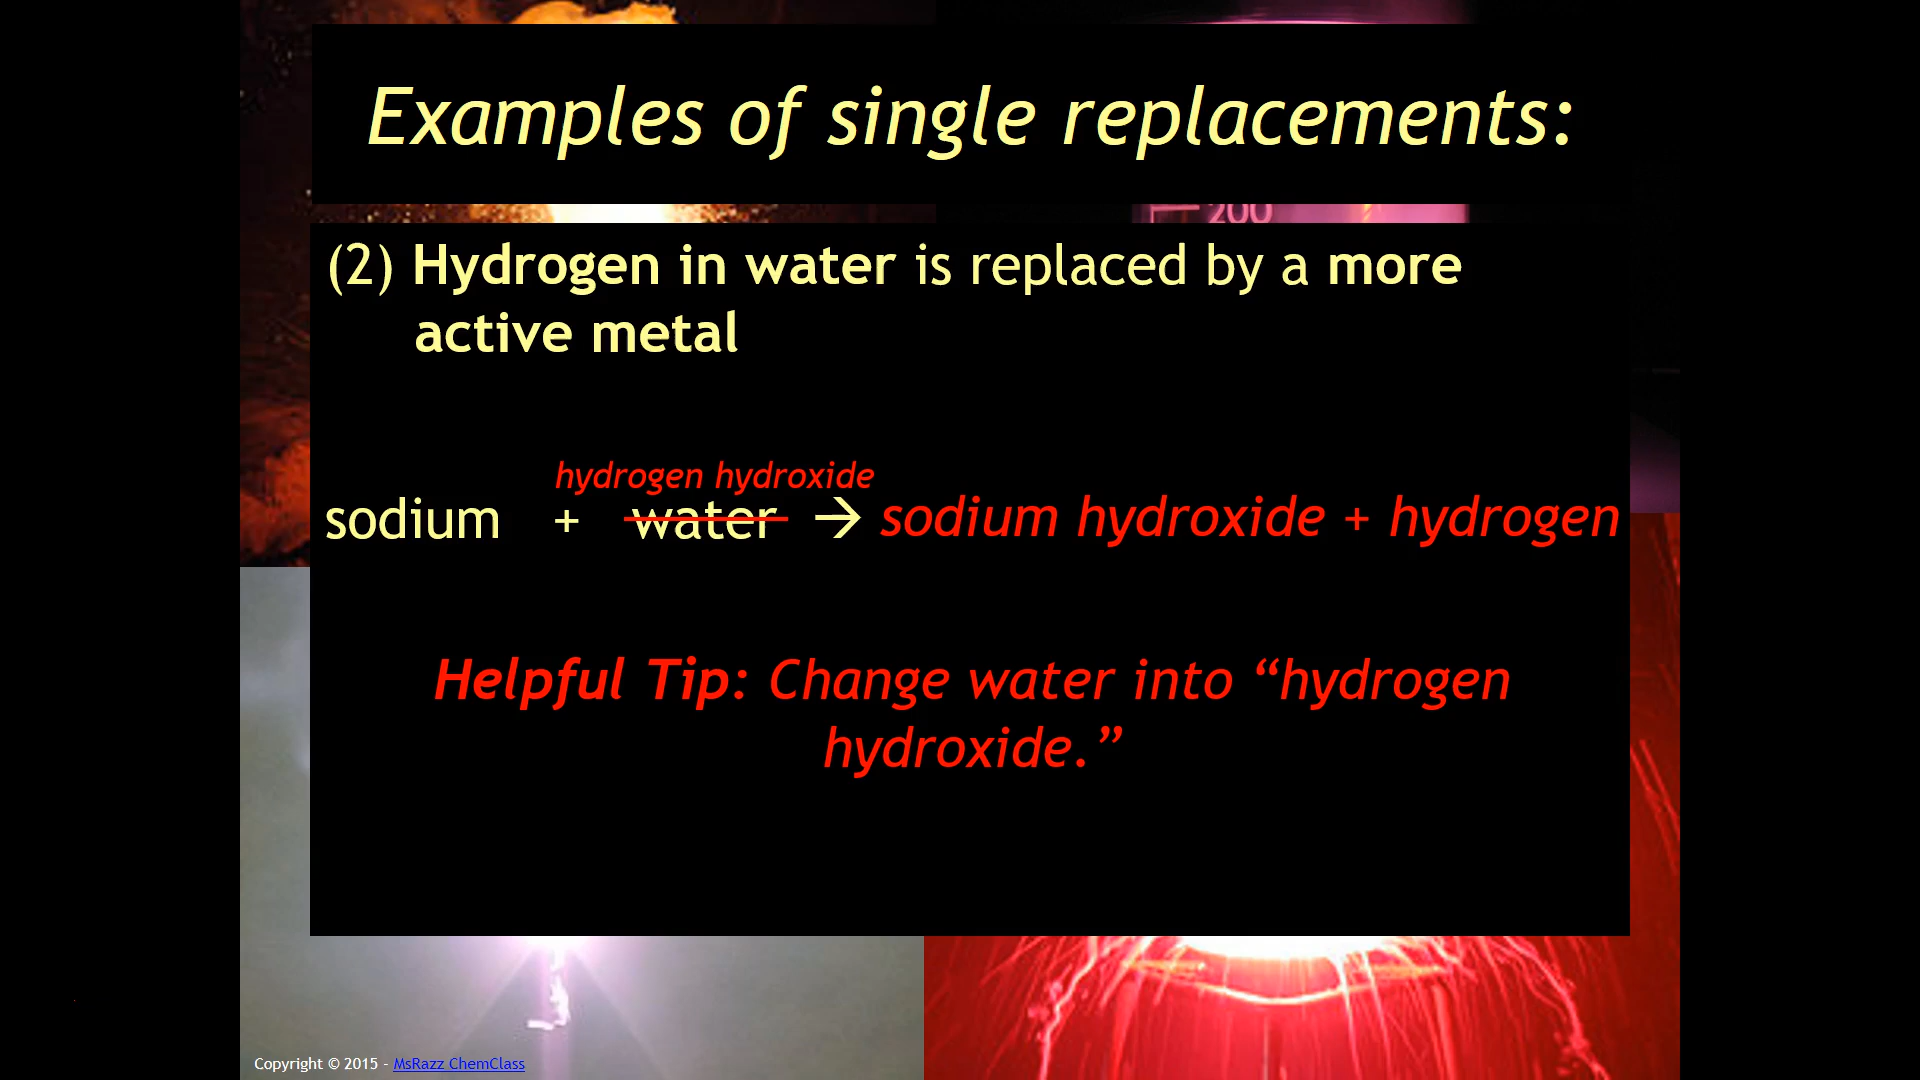 Examples of single replacements:
200
(2) Hydrogen in water is replaced by a more
active metal
hydrogen hydroxide
sodium + water → sodium hydroxide + hydrogen
Helpful Tip: Change water into “hydrogen
hydroxide.”
Copyright © 2015 - MsRazz ChemClass